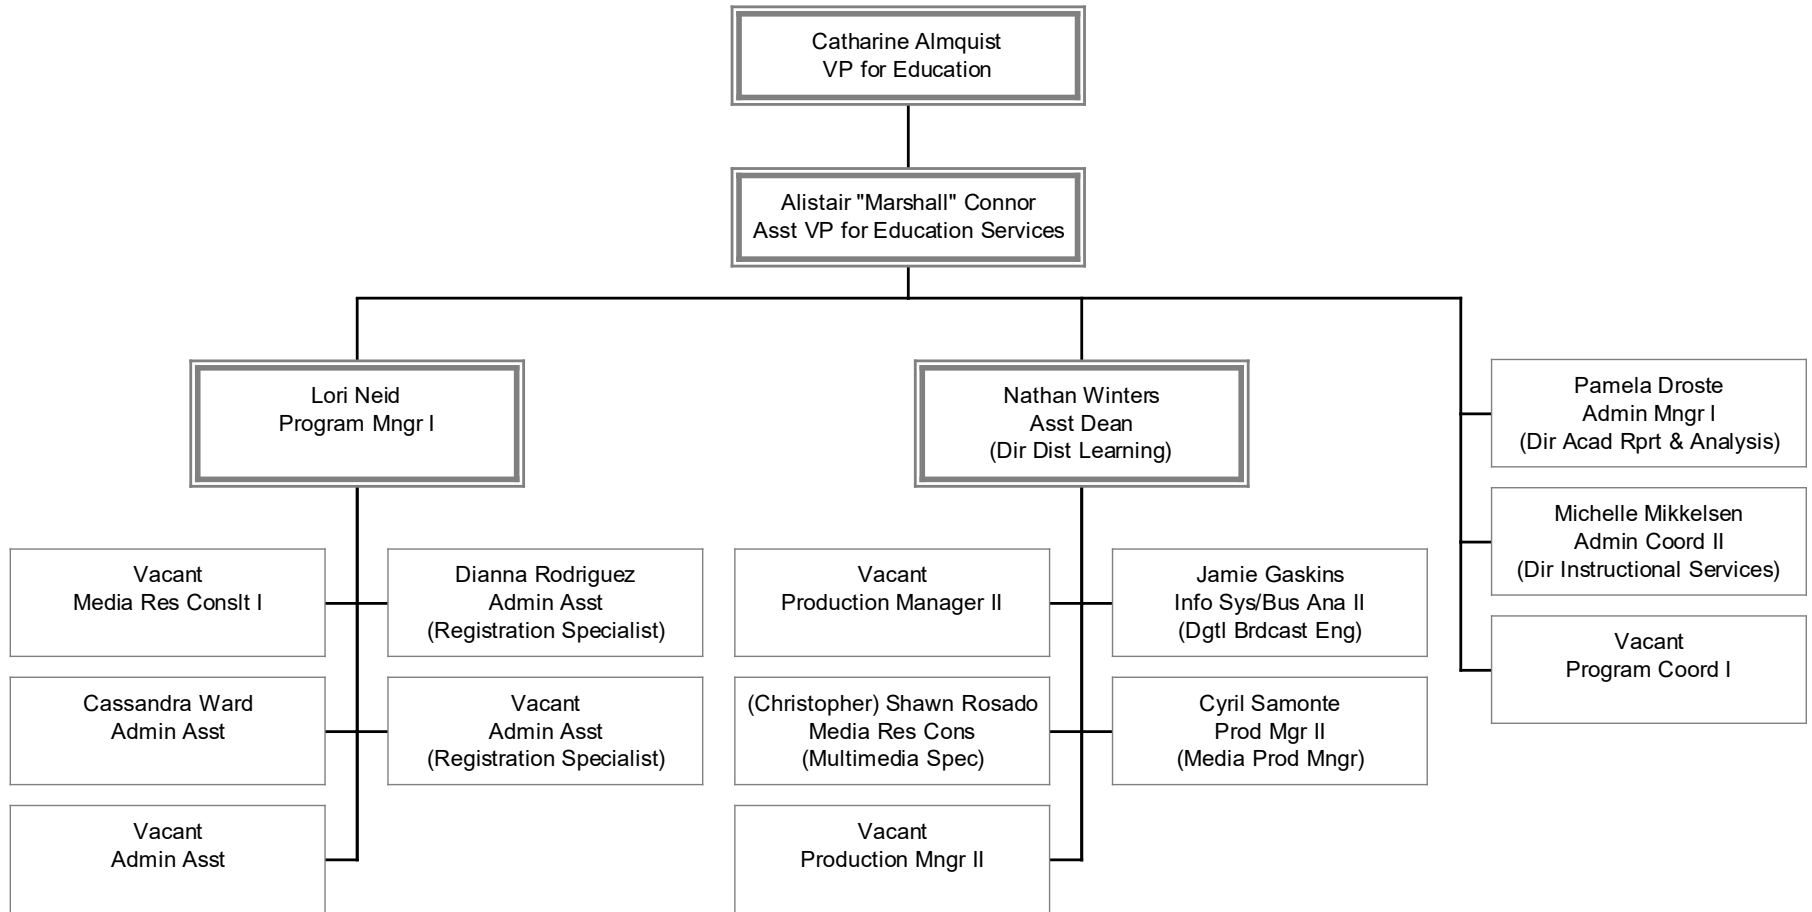 Catharine Almquist
VP for Education
Alistair "Marshall" Connor
Asst VP for Education Services
Lori Neid
Program Mngr I
Nathan Winters
Asst Dean
(Dir Dist Learning)
Pamela Droste
Admin Mngr I
(Dir Acad Rprt & Analysis)
Michelle Mikkelsen
Admin Coord II
(Dir Instructional Services)
Vacant
Program Coord I
Vacant
Media Res Conslt I
Dianna Rodriguez
Admin Asst
(Registration Specialist)
Cassandra Ward
Admin Asst
Vacant
Admin Asst
(Registration Specialist)
Vacant
Admin Asst
Vacant
Production Manager II
Jamie Gaskins
Info Sys/Bus Ana II
(Dgtl Brdcast Eng)
(Christopher) Shawn Rosado
Media Res Cons
(Multimedia Spec)
Cyril Samonte
Prod Mgr II
(Media Prod Mngr)
Vacant
Production Mngr II